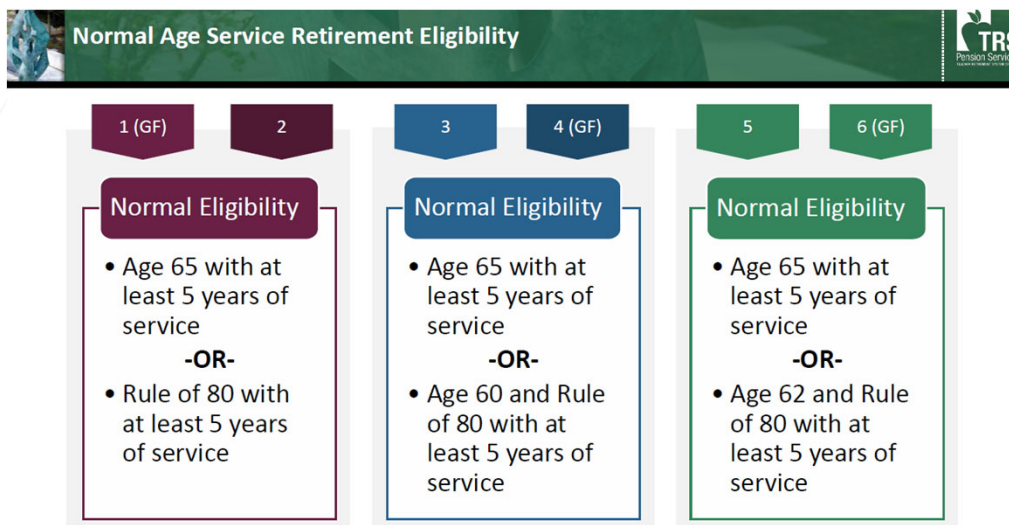 Normal Age Service Retirement Eligibility
TRS
Pension Services
1 (GF)
2
3
4 (GF)
5
6 (GF)
Normal Eligibility
• Age 65 with at
least 5 years of
service
-OR-
• Rule of 80 with
at least 5 years
of service
Normal Eligibility
• Age 65 with at
least 5 years of
service
-OR-
• Age 60 and Rule
of 80 with at
least 5 years of
service
Normal Eligibility
• Age 65 with at
least 5 years of
service
-OR-
• Age 62 and Rule
of 80 with at
least 5 years of
service